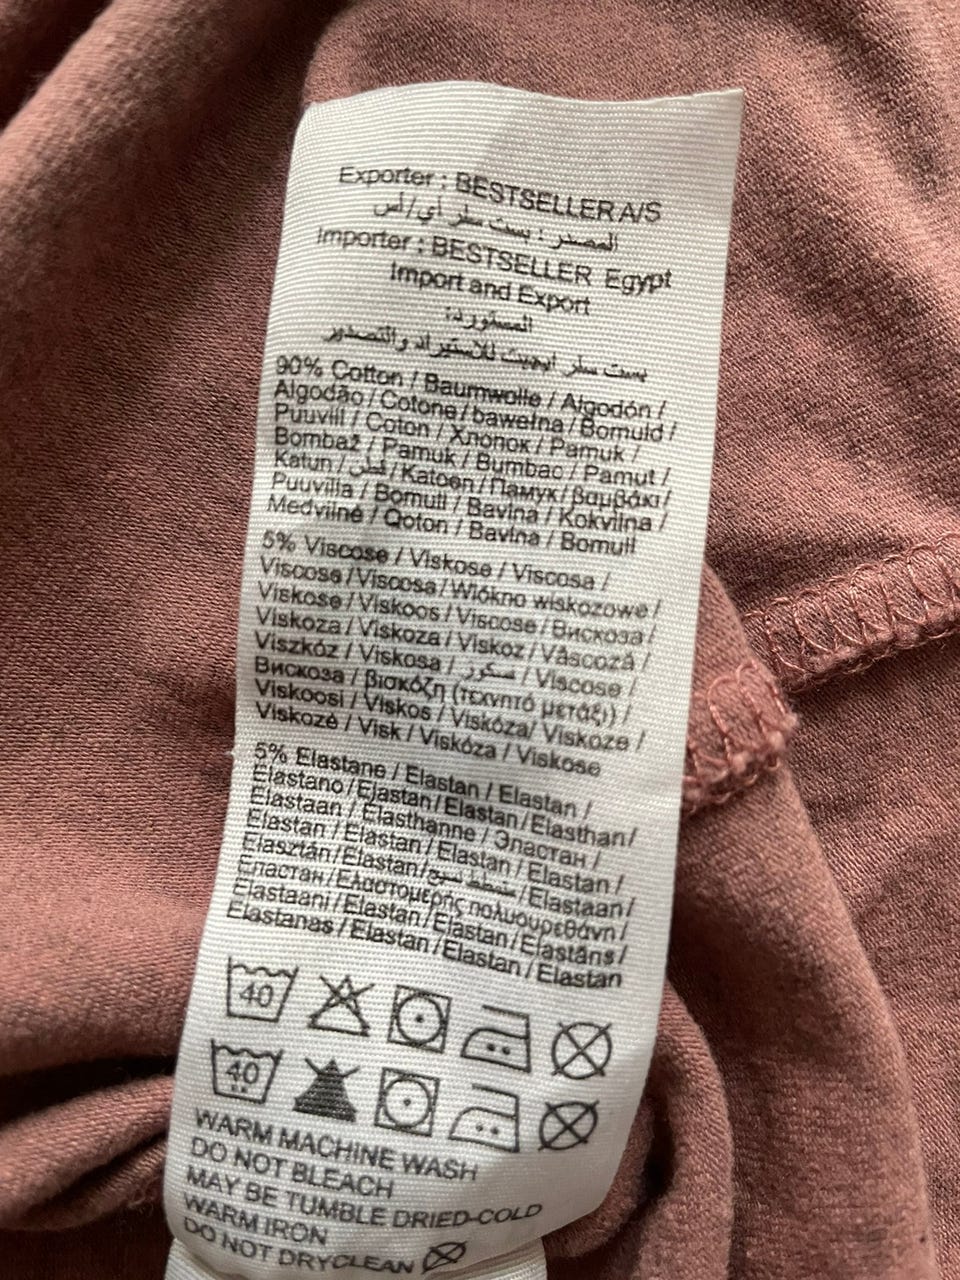 Exporter : BESTSELLER A/S
المصدر : بست سلر أي/أس
Importer : BESTSELLER Egypt
Import and Export
المستورد:
بست سلر ايجيبت للاستيراد والتصدير
90% Cotton / Baumwolle / Algodón /
Algodão / Cotone / bawełna / Bomuld /
Puuvill / Coton / Хлопок / Pamuk /
Bombaž / Pamuk / Bumbac / Pamut /
Katun / قطن / Katoen / Памук / βαμβάκι /
Puuvilla / Bomull / Bavlna / Kokvilna /
Medvilnė / Qoton / Bavlna / Bomull
5% Viscose / Viskose / Viscosa /
Viscose / Viscosa / Włókno wiskozowe /
Viskose / Viskoos / Viscose / Вискоза /
Viskoza / Viskoza / Viskoz / Vâscoză /
Viszkóz / Viskosa / سكوز / Viscose /
Вискоза / βισκόζη (τεχνητό μετάξι) /
Viskoosi / Viskos / Viskóza / Viskoze /
Viskozė / Visk / Viskóza / Viskose
5% Elastane / Elastan / Elastan /
Elastano / Elastan / Elastan / Elasthan /
Elastaan / Elasthanne / Эластан /
Elastan / Elastan / Elastan / Elastan /
Elasztán / Elastan / نسيج مطاط / Elastaan /
Еластан / Ελαστομερής πολυουρεθάνη /
Elastaani / Elastan / Elastan / Elastāns /
Elastanas / Elastan / Elastan / Elastan
40
40
WARM MACHINE WASH
DO NOT BLEACH
MAY BE TUMBLE DRIED-COLD
WARM IRON
DO NOT DRYCLEAN